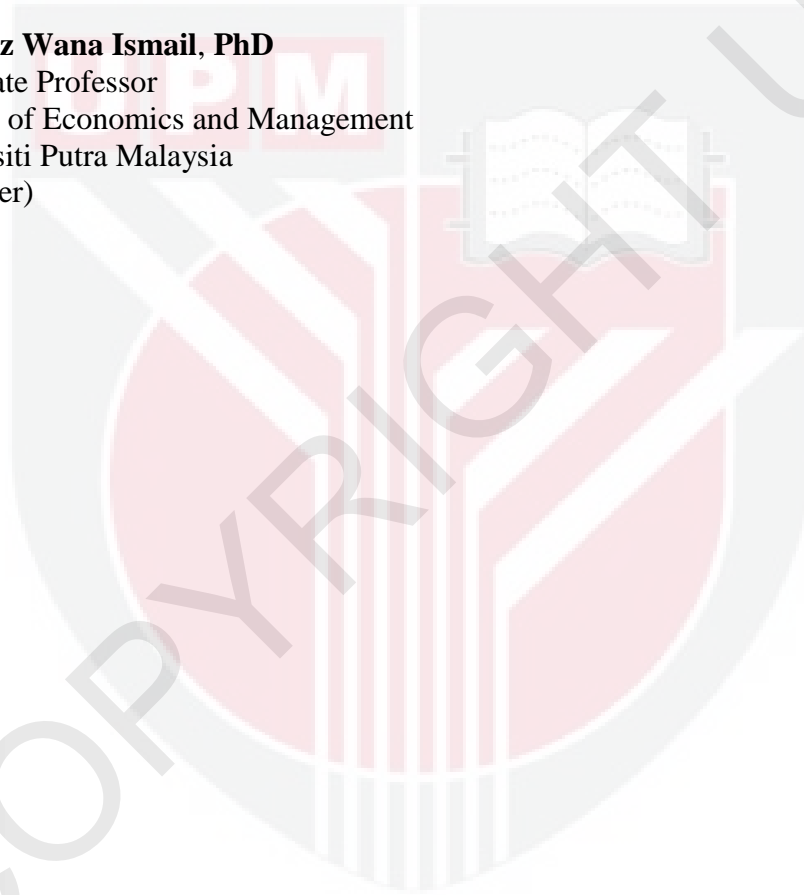 z Wana Ismail, PhD
ate Professor
of Economics and Management
siti Putra Malaysia
er)
UPM
COPYRIGHT U